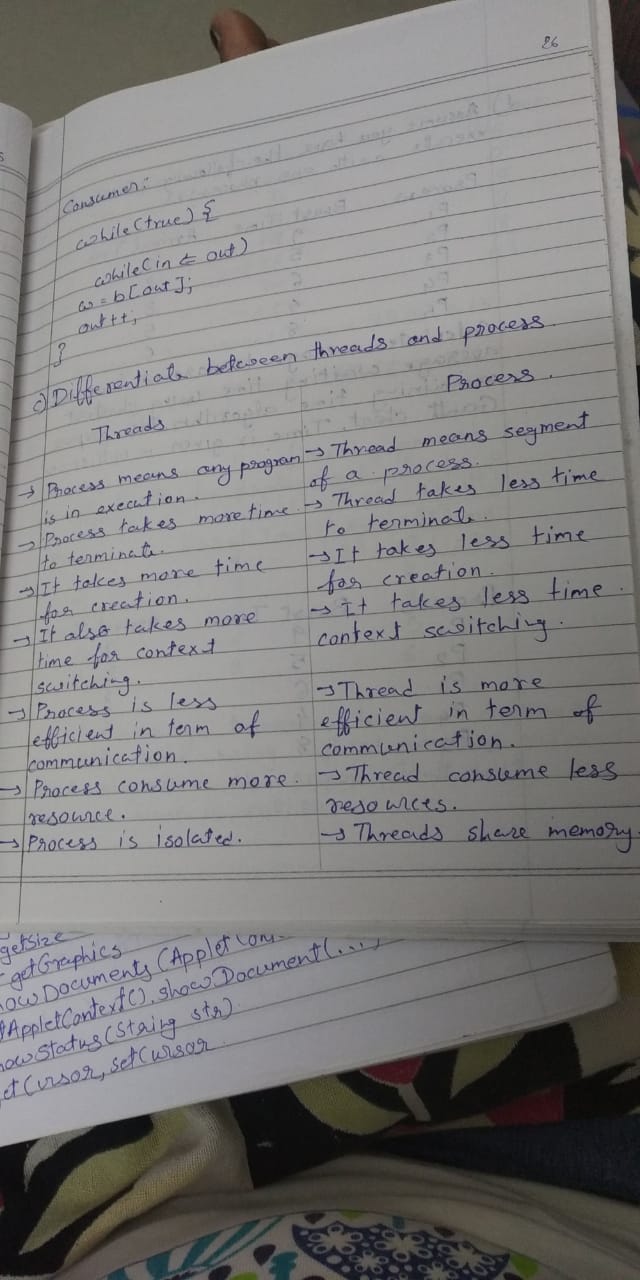 26
Consumer:
while(true) {
while(in ≤ out)
w = b[out];
out++;
}
c) Differentiate between threads and process.
Threads
Process.
→ Process means any program
is in execution.
→ Process takes more time
to terminate.
→ It takes more time
for creation.
→ It also takes more
time for context
switching.
→ Process is less
efficient in term of
communication.
→ Process consume more
resource.
→ Process is isolated.
→ Thread means segment
of a process.
→ Thread takes less time
to terminate.
→ It takes less time
for creation.
→ It takes less time.
context switching.
→ Thread is more
efficient in term of
communication.
→ Thread consume less
resources.
→ Threads share memory.
getSize
getGraphics
owDocuments (Applet
AppletContext(). showDocument(...)
howStatus (String str)
et Cursor, setCursor